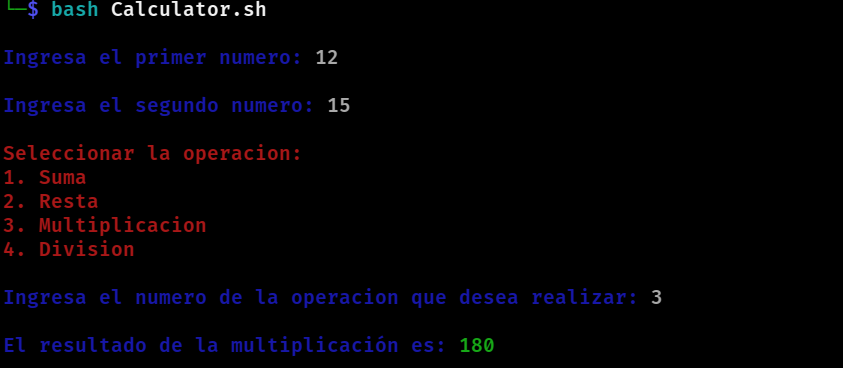 └─$ bash Calculator.sh
Ingresa el primer numero: 12
Ingresa el segundo numero: 15
Seleccionar la operacion:
1. Suma
2. Resta
3. Multiplicacion
4. Division
Ingresa el numero de la operacion que desea realizar: 3
El resultado de la multiplicación es: 180